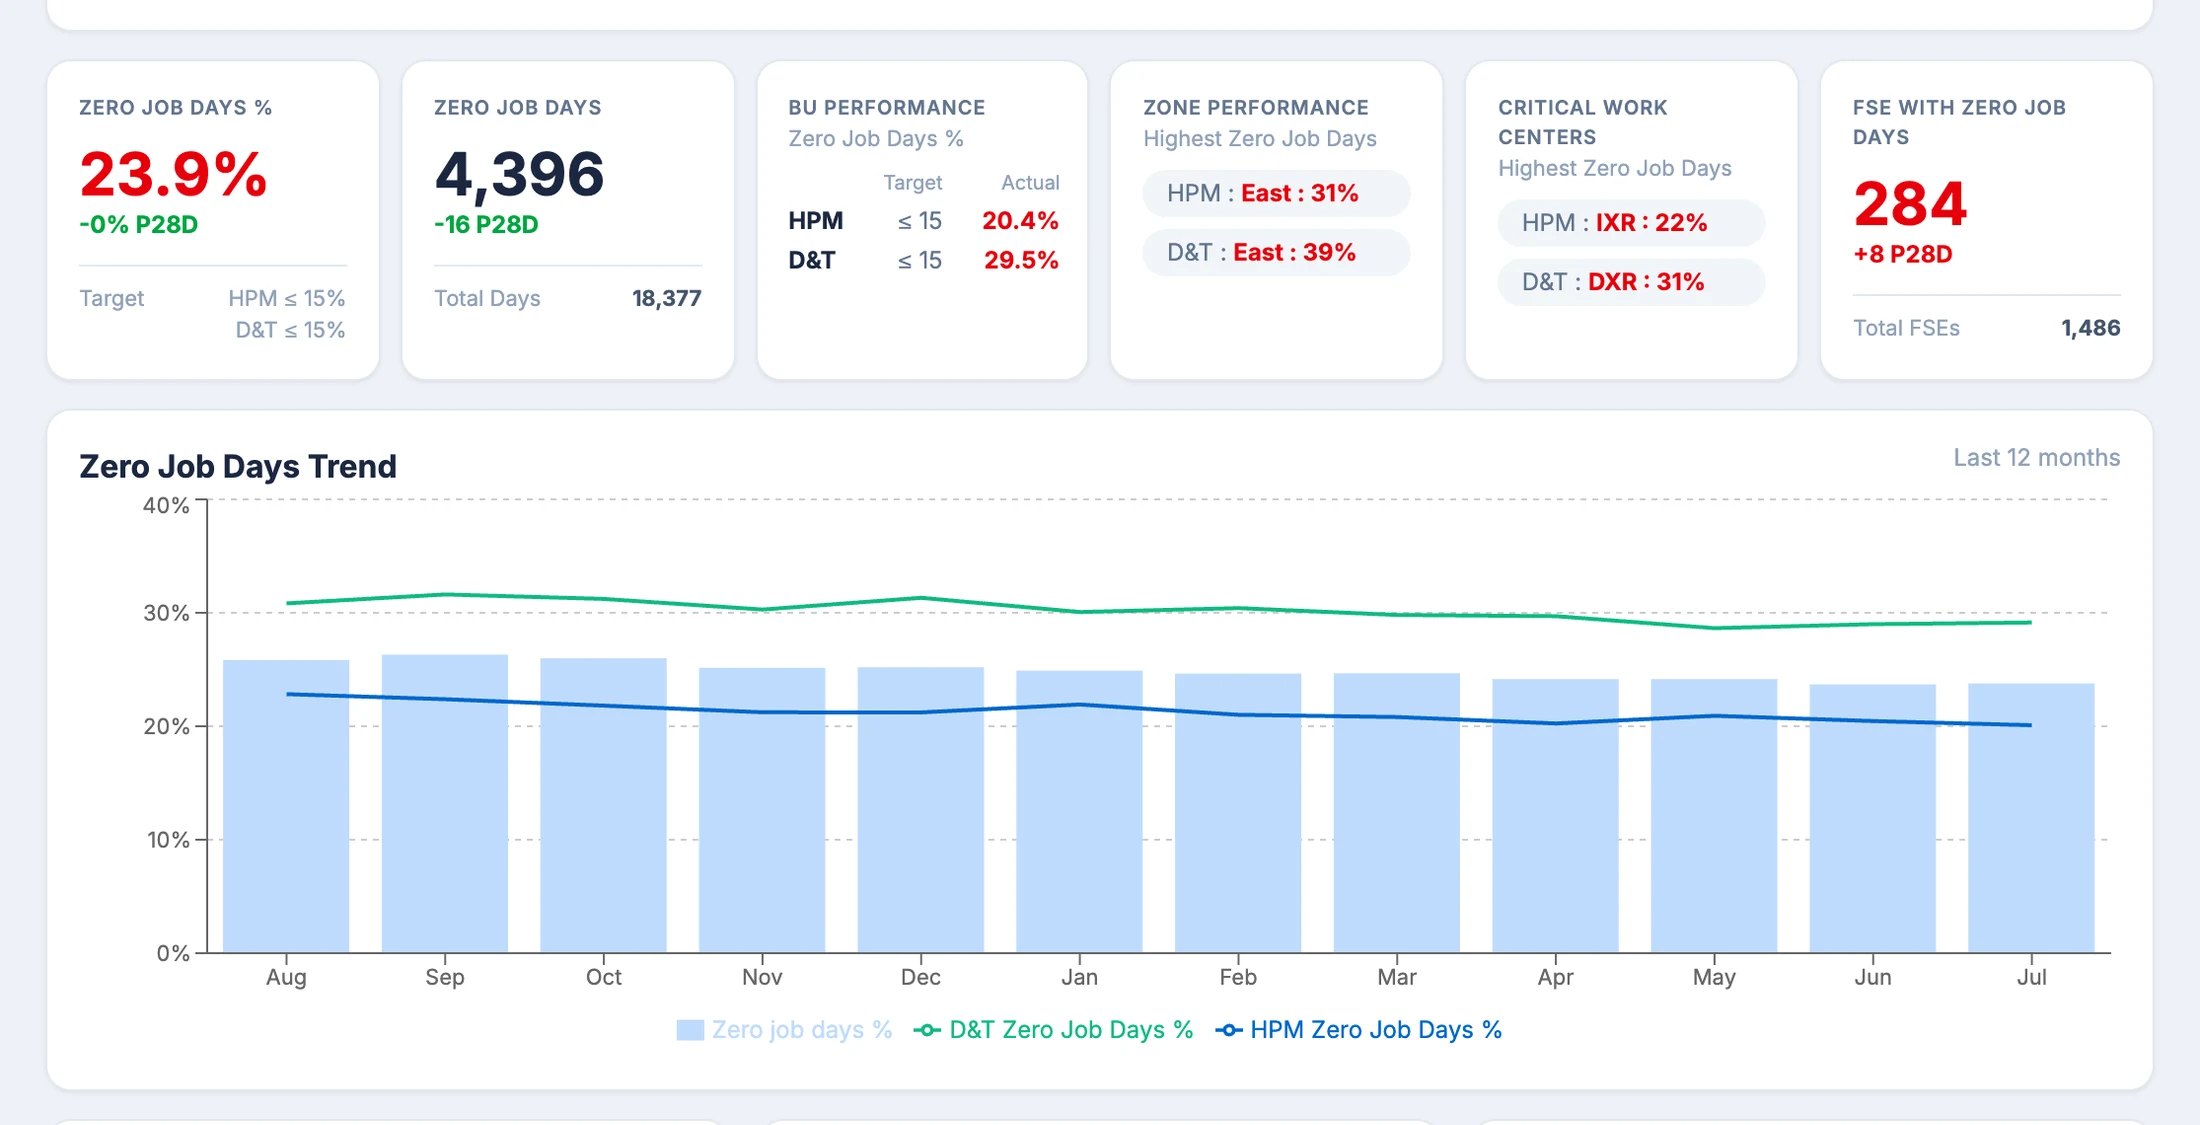 ZERO JOB DAYS %
23.9%
-0% P28D
Target HPM ≤ 15%
D&T ≤ 15%
ZERO JOB DAYS
4,396
-16 P28D
Total Days 18,377
BU PERFORMANCE
Zero Job Days %
Target Actual
HPM ≤ 15 20.4%
D&T ≤ 15 29.5%
ZONE PERFORMANCE
Highest Zero Job Days
HPM : East : 31%
D&T : East : 39%
CRITICAL WORK
CENTERS
Highest Zero Job Days
HPM : IXR : 22%
D&T : DXR : 31%
FSE WITH ZERO JOB
DAYS
284
+8 P28D
Total FSEs 1,486
Zero Job Days Trend
Last 12 months
40%
30%
20%
10%
0%
Aug Sep Oct Nov Dec Jan Feb Mar Apr May Jun Jul
Zero job days % D&T Zero Job Days % HPM Zero Job Days %